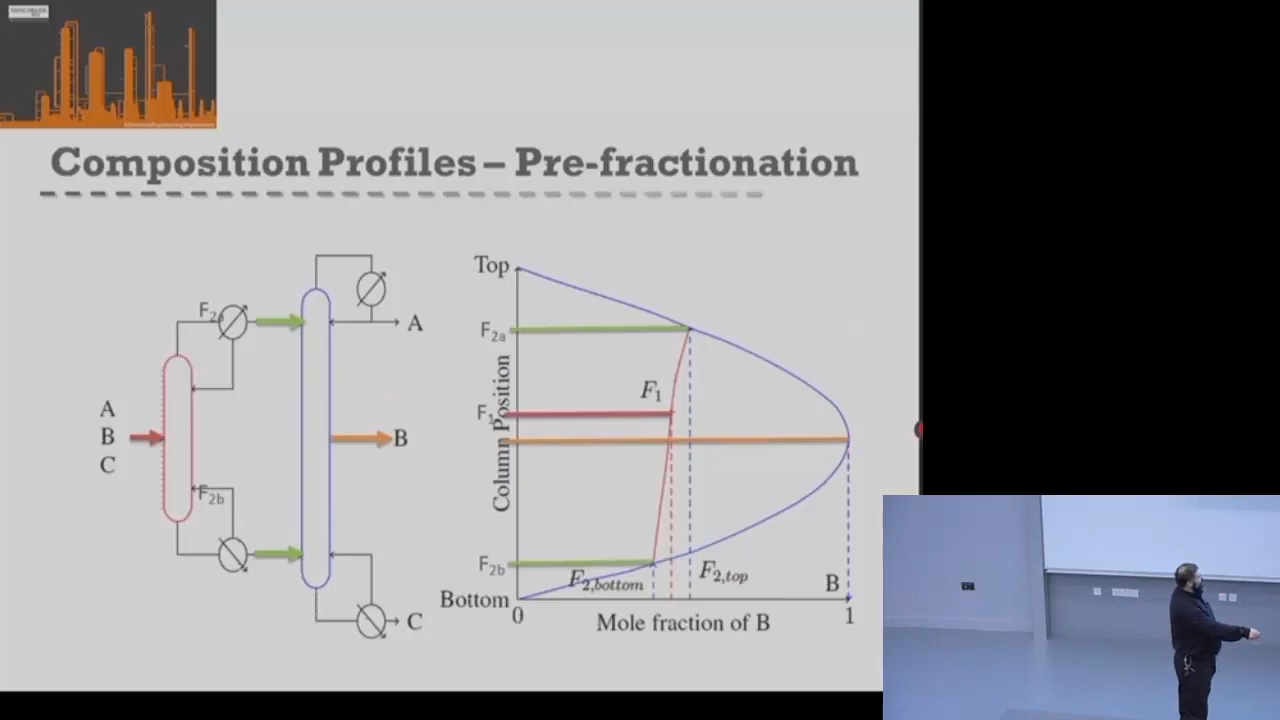 Composition Profiles – Pre-fractionation
A
B
C
F2a
F2b
A
B
C
Top
F2a
F1
F1
Column Position
F2b
Bottom
F2,bottom
F2,top
B
0
Mole fraction of B
1